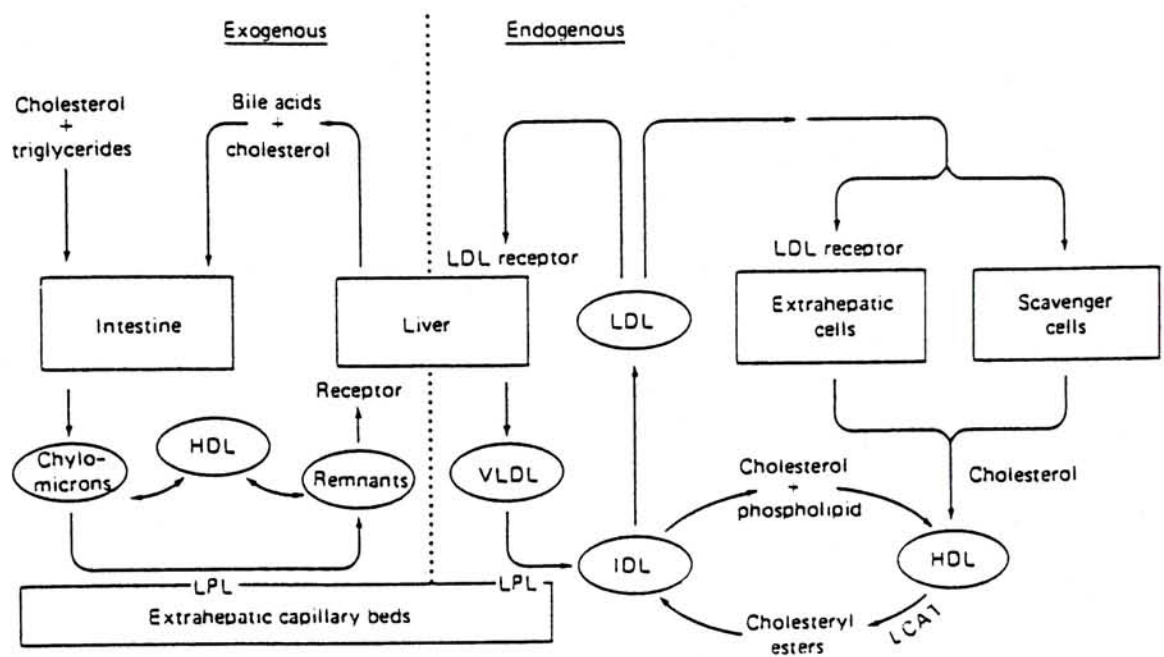 Exogenous
Endogenous
Cholesterol
+
triglycerides
Bile acids
+
cholesterol
LDL receptor
LDL receptor
Intestine
Liver
LDL
Extrahepatic
cells
Scavenger
cells
Receptor
Chylo-
microns
HDL
Remnants
VLDL
Cholesterol
+
phospholipid
Cholesterol
IDL
HDL
LPL
LPL
Extrahepatic capillary beds
Cholesteryl
esters
LCAT